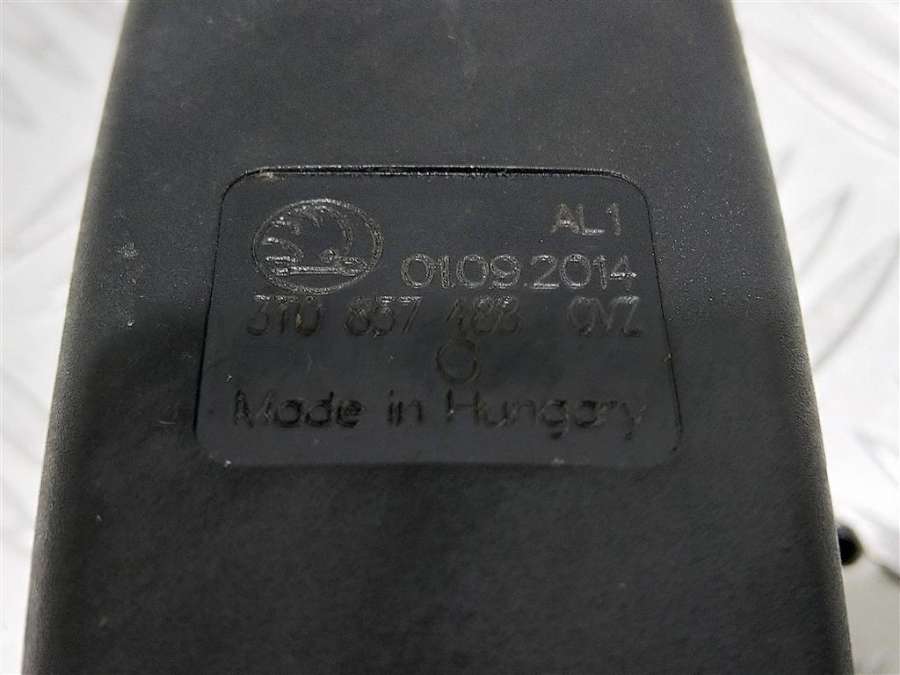 AL1
01.09.2014
3T0 857 488 QVZ
Made in Hungary